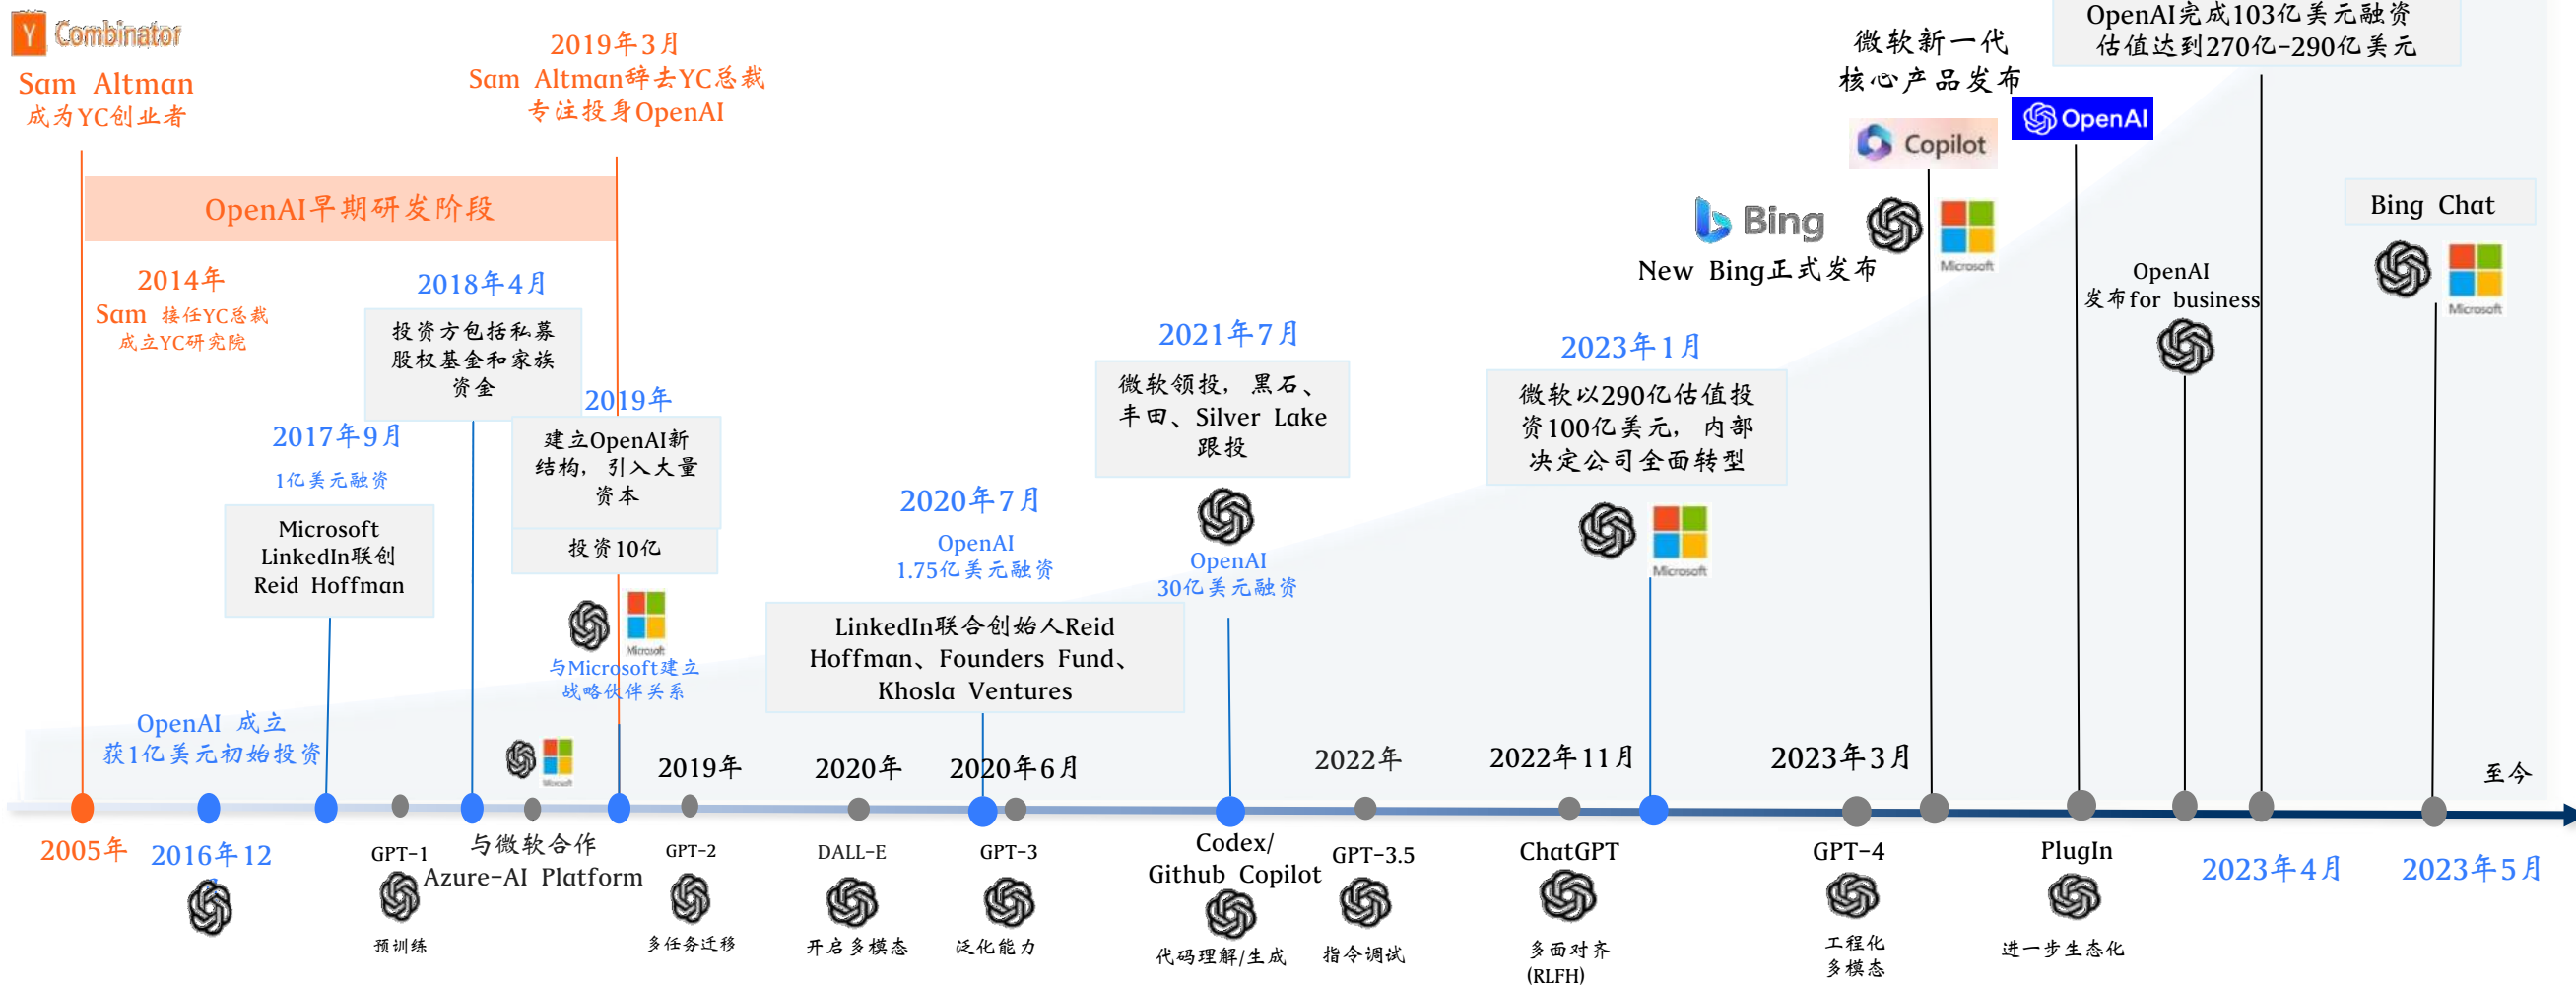 Y Combinator
Sam Altman
成为YC创业者
2019年3月
Sam Altman辞去YC总裁
专注投身OpenAI
OpenAI早期研发阶段
2014年
Sam 接任YC总裁
成立YC研究院
2018年4月
投资方包括私募
股权基金和家族
资金
2017年9月
1亿美元融资
Microsoft
LinkedIn联创
Reid Hoffman
2019年
建立OpenAI新
结构，引入大量
资本
投资10亿
Microsoft
与Microsoft建立
战略伙伴关系
OpenAI 成立
获1亿美元初始投资
Microsoft
2020年7月
OpenAI
1.75亿美元融资
LinkedIn联合创始人Reid
Hoffman、Founders Fund、
Khosla Ventures
2021年7月
微软领投，黑石、
丰田、Silver Lake
跟投
OpenAI
30亿美元融资
2023年1月
微软以290亿估值投
资100亿美元，内部
决定公司全面转型
Microsoft
Bing
New Bing正式发布
微软新一代
核心产品发布
Copilot
Microsoft
OpenAI
OpenAI完成103亿美元融资
估值达到270亿-290亿美元
OpenAI
发布for business
Bing Chat
Microsoft
2019年
2020年
2020年6月
2022年
2022年11月
2023年3月
至今
2005年
2016年12
GPT-1
预训练
与微软合作
Azure-AI Platform
GPT-2
多任务迁移
DALL-E
开启多模态
GPT-3
泛化能力
Codex/
Github Copilot
代码理解/生成
GPT-3.5
指令调试
ChatGPT
多面对齐
(RLFH)
GPT-4
工程化
多模态
PlugIn
进一步生态化
2023年4月
2023年5月